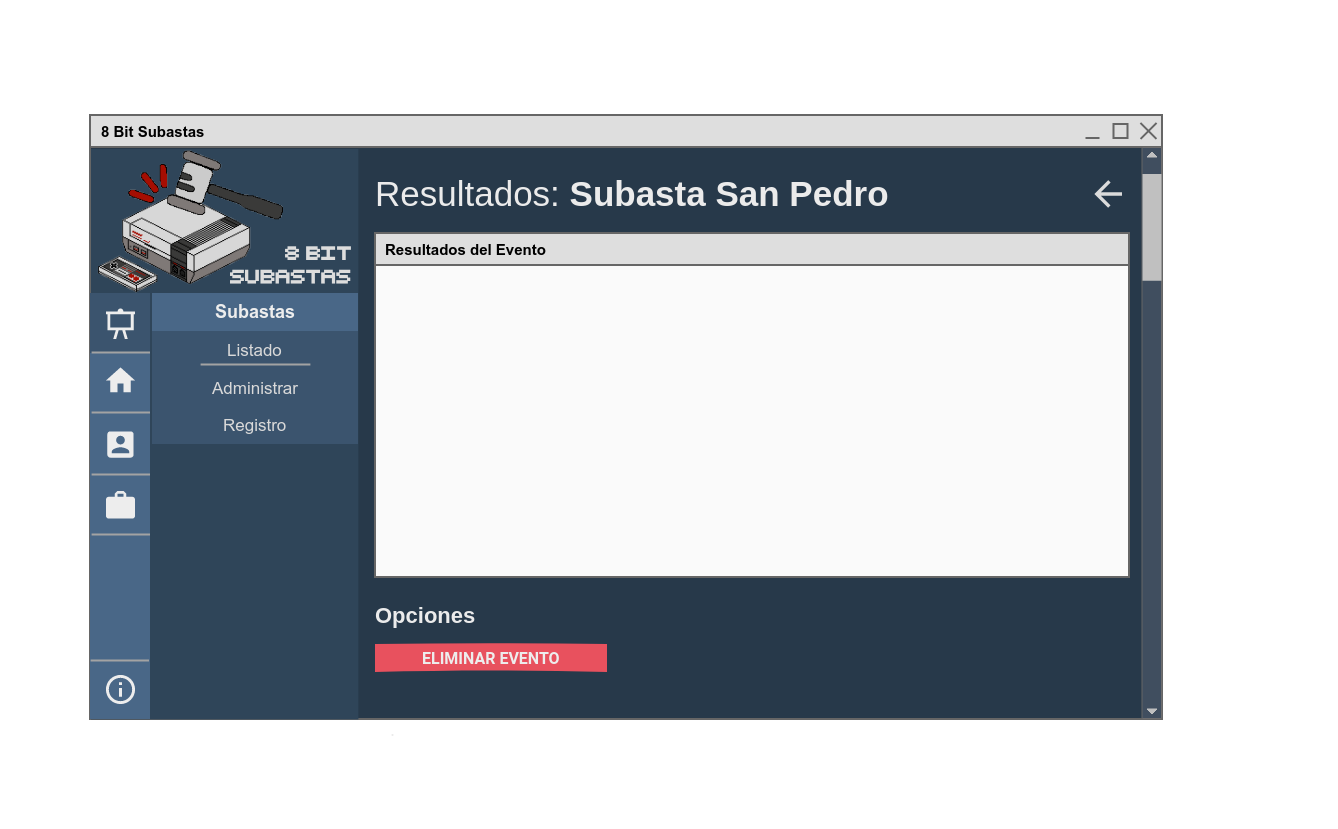 8 Bit Subastas
8 BIT
SUBASTAS
Subastas
Listado
Administrar
Registro
Resultados: Subasta San Pedro
Resultados del Evento
Opciones
ELIMINAR EVENTO